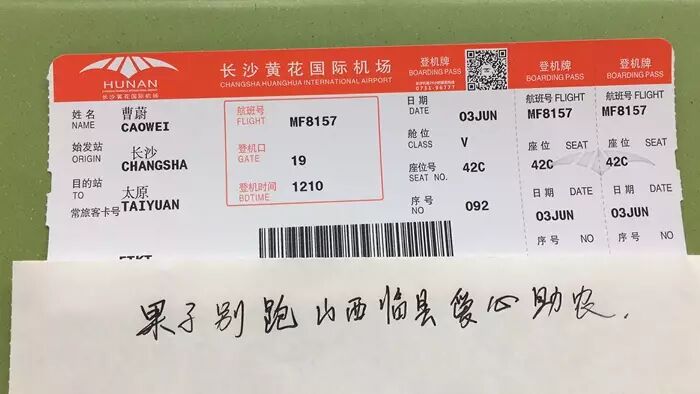 HUNAN
长沙黄花国际机场
长沙黄花国际机场
CHANGSHA HUANGHUA INTERNATIONAL AIRPORT
登机牌
BOARDING PASS
0731-96777
登机牌
BOARDING PASS
登机牌
BOARDING PASS
姓名 曹蔚
NAME CAOWEI
始发站 长沙
ORIGIN CHANGSHA
目的站 太原
TO TAIYUAN
常旅客卡号
航班号
FLIGHT MF8157
登机口
GATE 19
登机时间
BDTIME 1210
日期
DATE 03JUN
舱位
CLASS V
座位号
SEAT NO. 42C
序号
NO 092
航班号 FLIGHT
MF8157
座位 SEAT
42C
日期 DATE
03JUN
序号 NO
航班号 FLIGHT
MF8157
座位 SEAT
42C
日期 DATE
03JUN
序号 NO
果子别跑山西临县爱心助农.